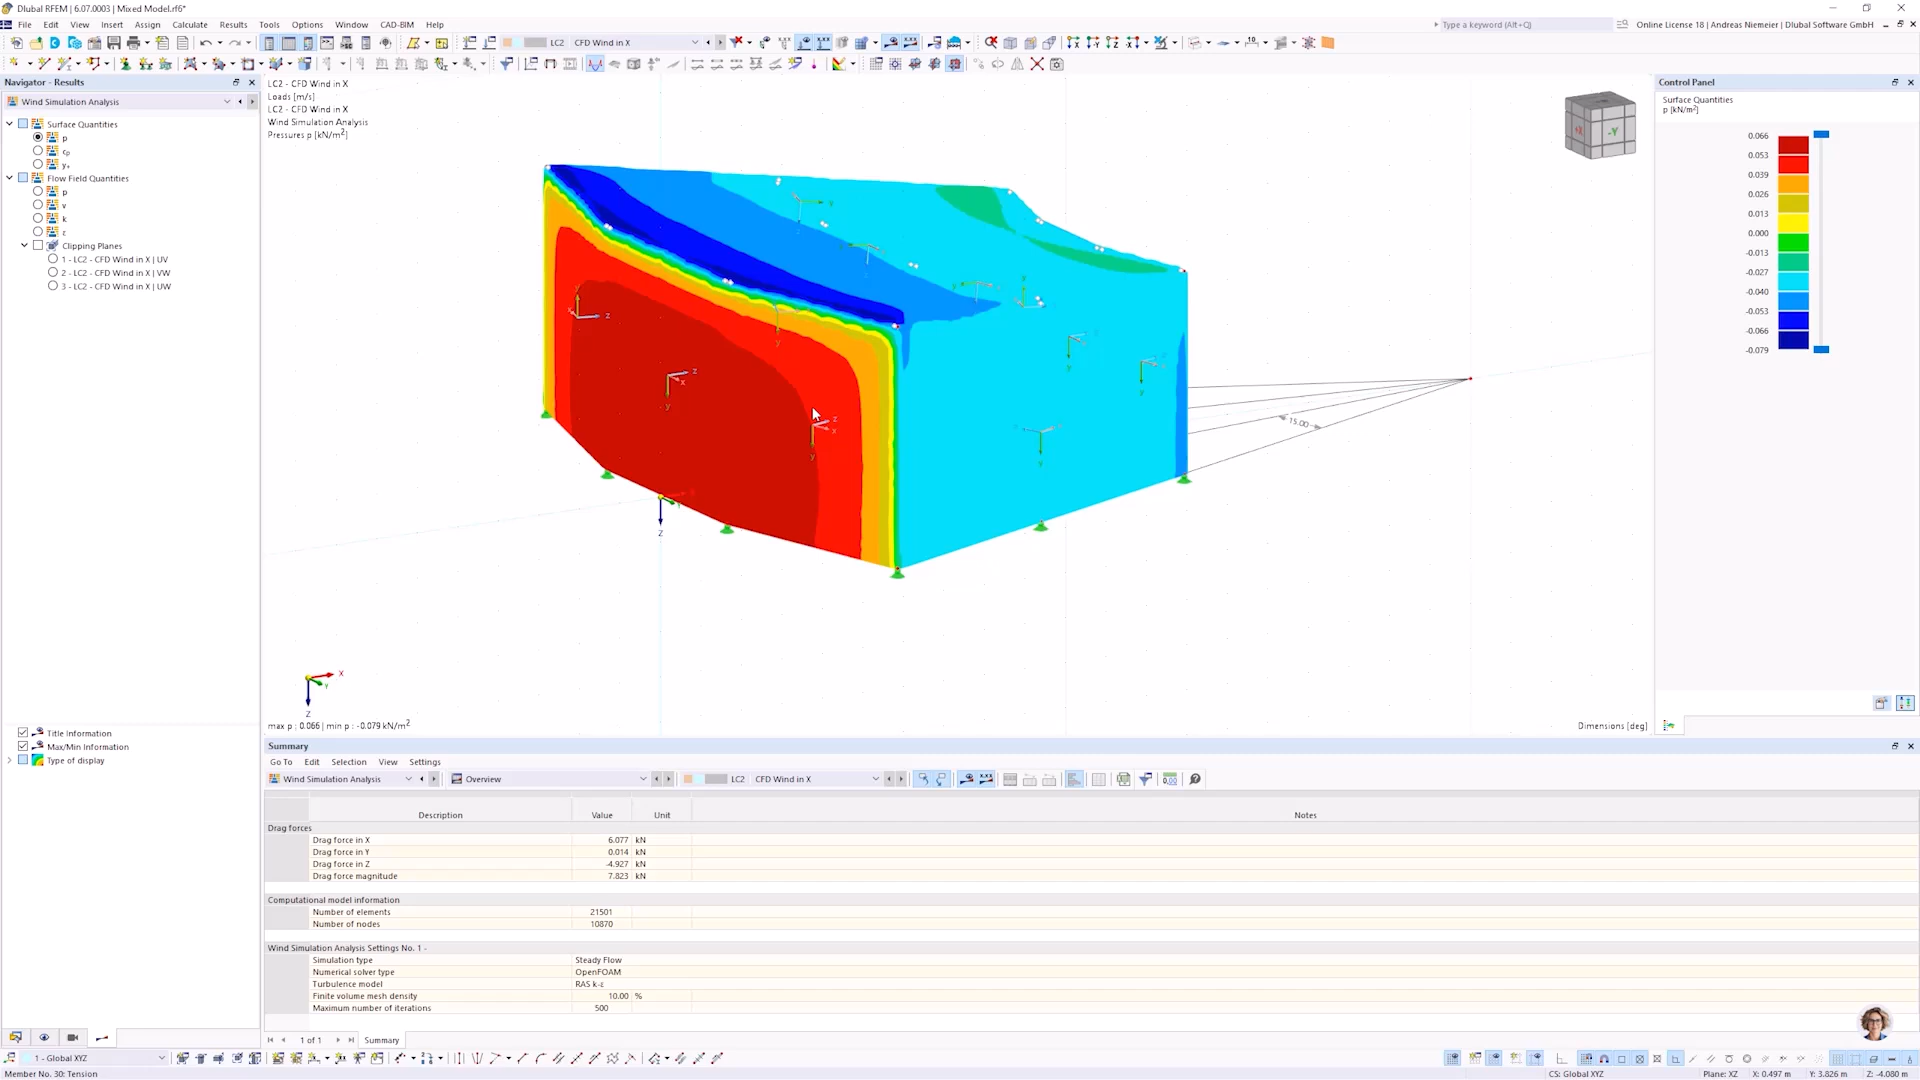 Dlubal RFEM | 6.07.0003 | Mixed Model.rf6*
File Edit View Insert Assign Calculate Results Tools Options Window CAD-BIM Help
Type a keyword (Alt+Q)
Online License 18 | Andreas Niemeier | Dlubal Software GmbH
LC2 CFD Wind in X
Navigator - Results
Wind Simulation Analysis
Surface Quantities
p
cp
y+
Flow Field Quantities
p
v
k
ε
Clipping Planes
1 - LC2 - CFD Wind in X | UV
2 - LC2 - CFD Wind in X | VW
3 - LC2 - CFD Wind in X | UW
Title Information
Max/Min Information
Type of display
LC2 - CFD Wind in X
Loads [m/s]
LC2 - CFD Wind in X
Wind Simulation Analysis
Pressures p [kN/m²]
+X
-Y
15.00
Z
X
Y
Z
max p : 0.066 | min p : -0.079 kN/m²
Dimensions [deg]
Control Panel
Surface Quantities
p [kN/m²]
0.066
0.053
0.039
0.026
0.013
0.000
-0.013
-0.027
-0.040
-0.053
-0.066
-0.079
Summary
Go To Edit Selection View Settings
Wind Simulation Analysis Overview LC2 CFD Wind in X
Description Value Unit Notes
Drag forces
Drag force in X 6.077 kN
Drag force in Y 0.014 kN
Drag force in Z -4.927 kN
Drag force magnitude 7.823 kN
Computational model information
Number of elements 21501
Number of nodes 10870
Wind Simulation Analysis Settings No. 1 -
Simulation type Steady Flow
Numerical solver type OpenFOAM
Turbulence model RAS k-ε
Finite volume mesh density 10.00 %
Maximum number of iterations 500
1 of 1 Summary
1 - Global XYZ
Member No. 30: Tension
CS: Global XYZ Plane: XZ X: 0.497 m Y: 3.826 m Z: -4.080 m